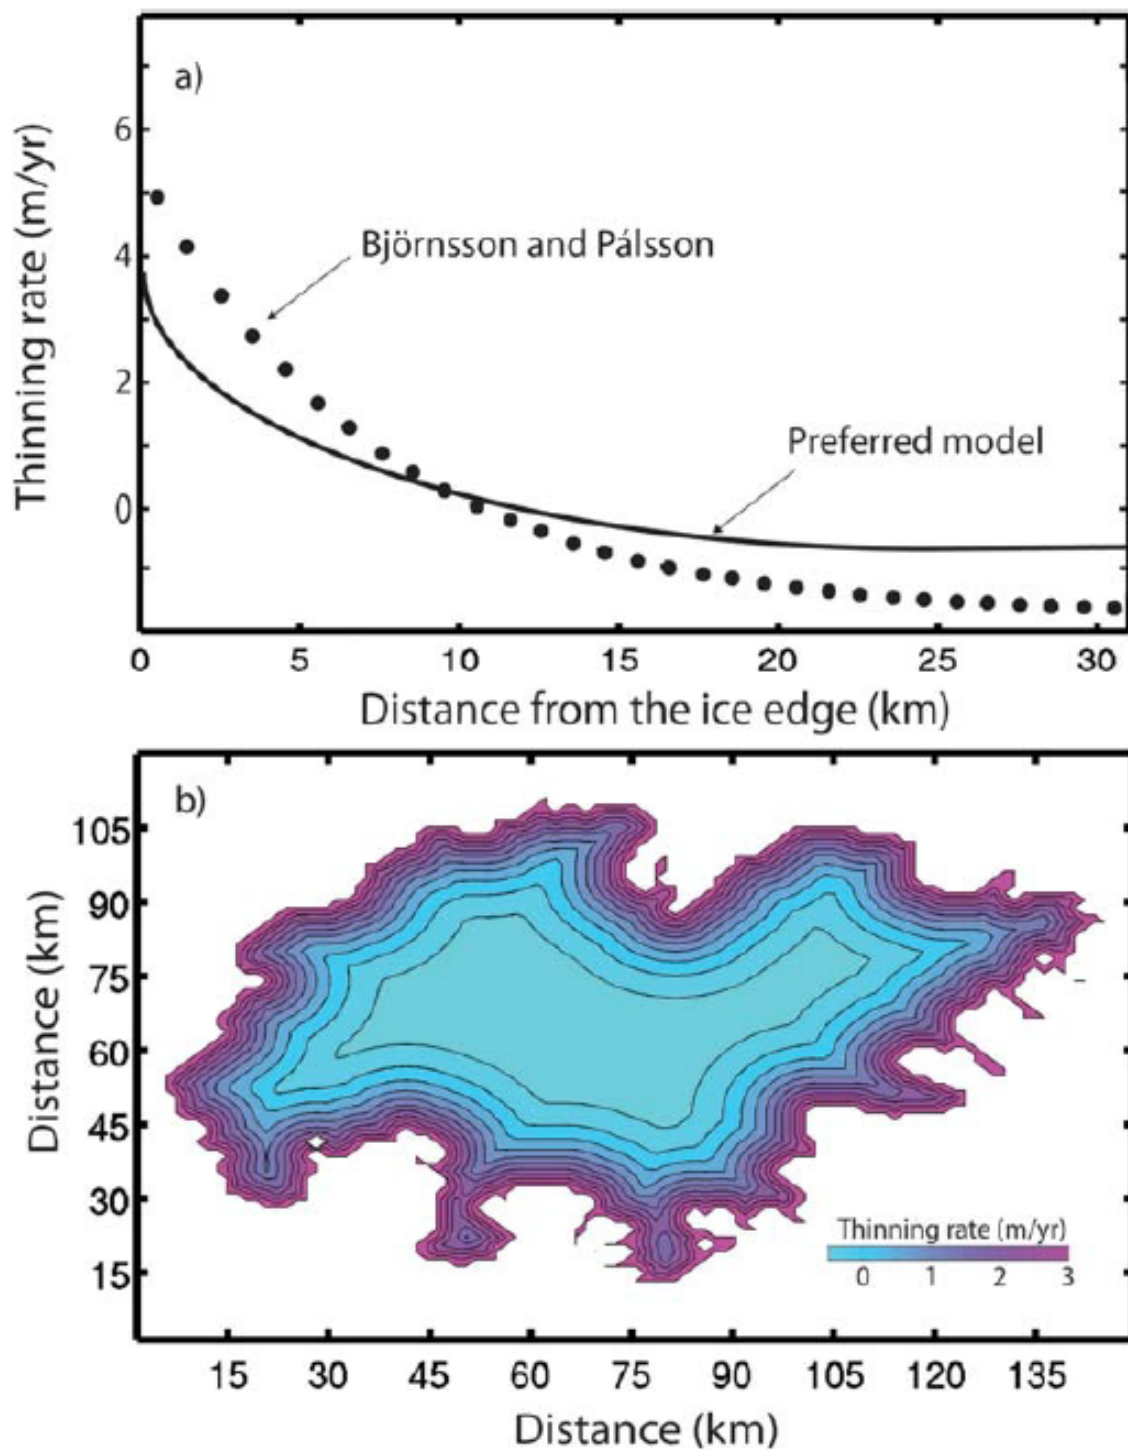 a)
Thinning rate (m/yr)
6
4
2
0
Björnsson and Pálsson
Preferred model
0 5 10 15 20 25 30
Distance from the ice edge (km)
b)
Distance (km)
105
90
75
60
45
30
15
Thinning rate (m/yr)
0 1 2 3
15 30 45 60 75 90 105 120 135
Distance (km)